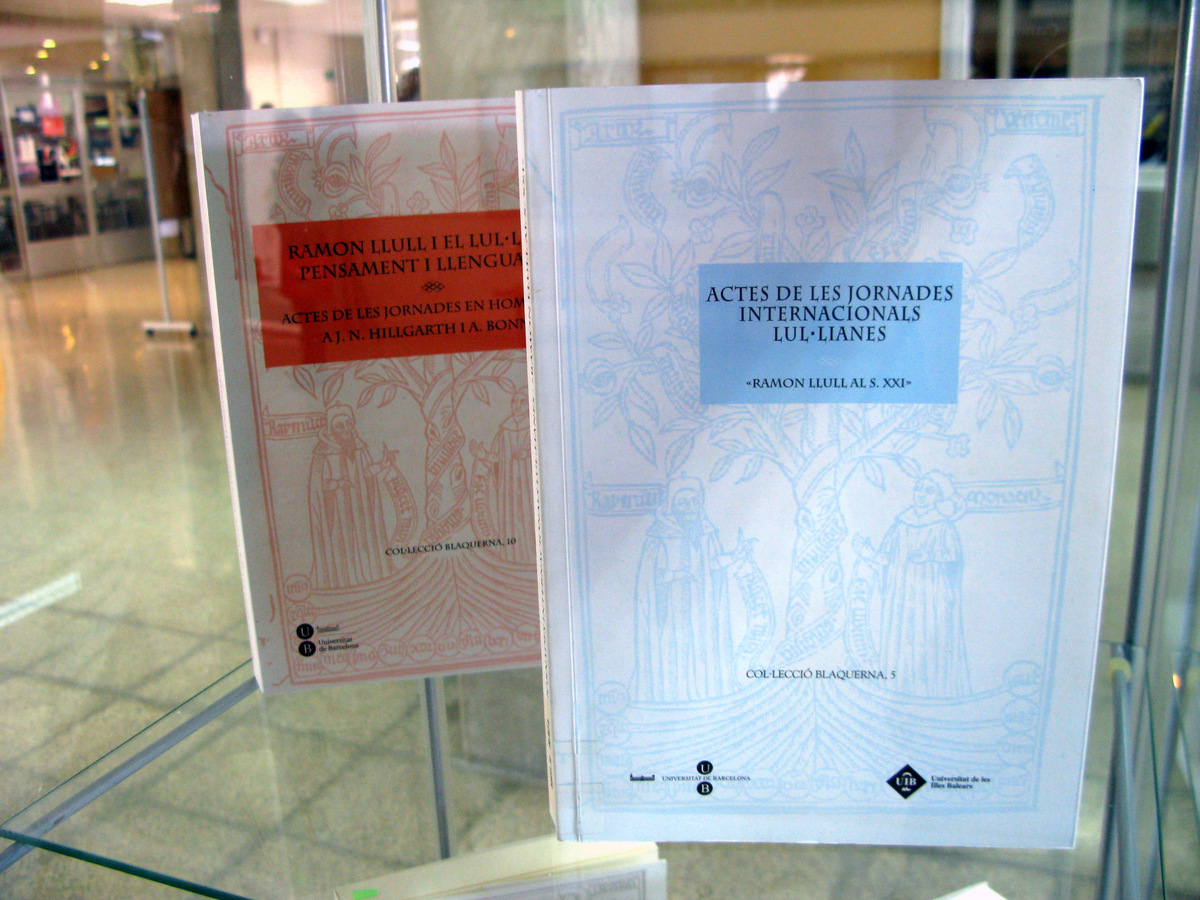 RAMON LLULL I EL LUL·L
PENSAMENT I LLENGUA
ACTES DE LES JORNADES EN HOM
A J. N. HILLGARTH I A. BONN
COL·LECCIÓ BLAQUERNA, 10
U
B
Universitat
de Barcelona
ACTES DE LES JORNADES
INTERNACIONALS
LUL·LIANES
«RAMON LLULL AL S. XXI»
COL·LECCIÓ BLAQUERNA, 5
U
UNIVERSITAT DE BARCELONA
B
UIB
Universitat de les
Illes Balears